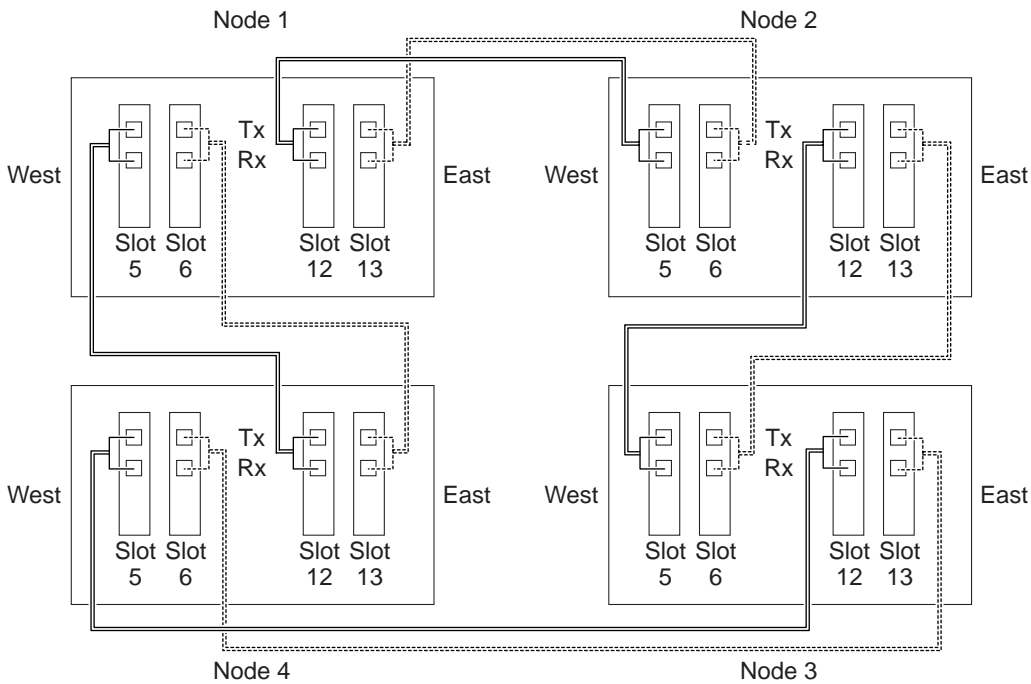 Node 1
Node 2
Tx
Rx
West
East
Slot Slot
5 6
Slot Slot
12 13
Tx
Rx
West
East
Slot Slot
5 6
Slot Slot
12 13
Tx
Rx
West
East
Slot Slot
5 6
Slot Slot
12 13
Tx
Rx
West
East
Slot Slot
5 6
Slot Slot
12 13
Node 4
Node 3